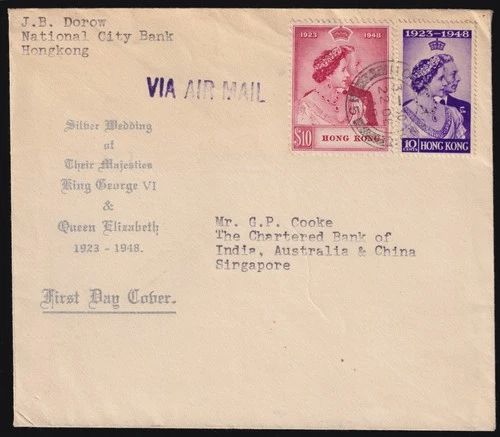 J.B. Dorow
National City Bank
Hongkong
VIA AIR MAIL
1923 1948
$10 HONG KONG
1923-1948
10 CENTS HONG KONG
22 DE
Silver Wedding
of
Their Majesties
King George VI
&
Queen Elizabeth
1923 - 1948.
First Day Cover.
Mr. G.P. Cooke
The Chartered Bank of
India, Australia & China
Singapore